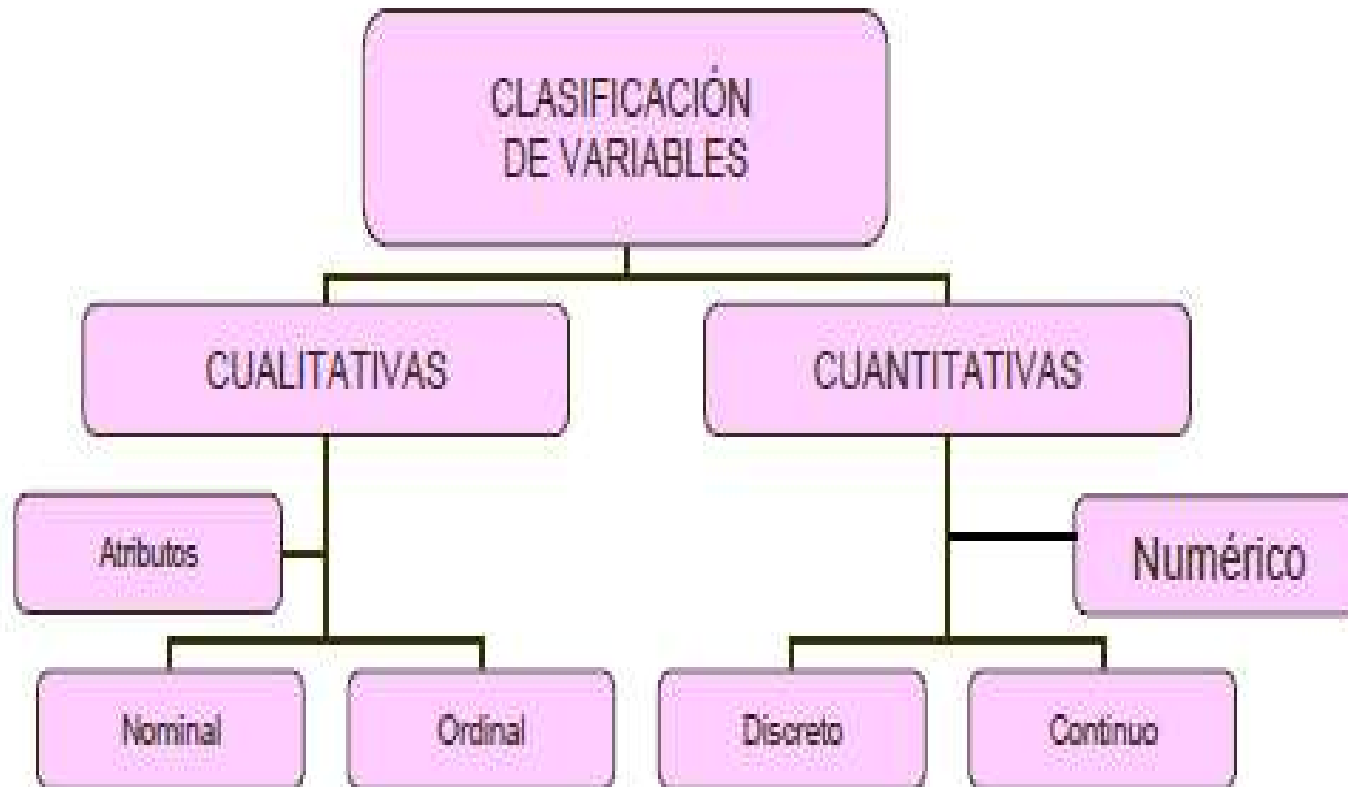 CLASIFICACIÓN
DE VARIABLES
CUALITATIVAS
CUANTITATIVAS
Atributos
Numérico
Nominal
Ordinal
Discreto
Continuo